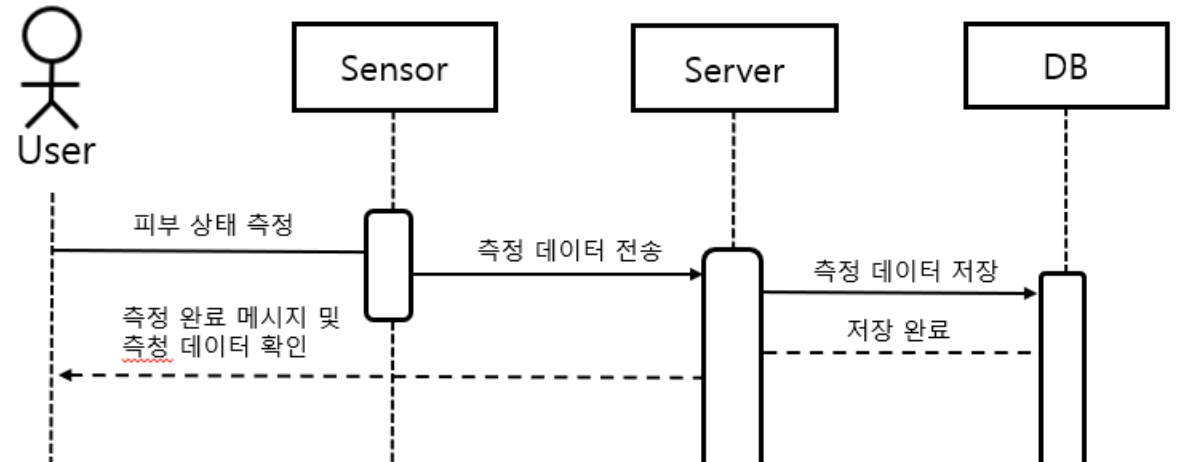 User
Sensor
Server
DB
피부 상태 측정
측정 데이터 전송
측정 데이터 저장
저장 완료
측정 완료 메시지 및
측청 데이터 확인